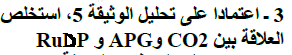 3 ـ اعتمادا على تحليل الوثيقة 5، استخلص
العلاقة بين CO2 وAPG و RuDP